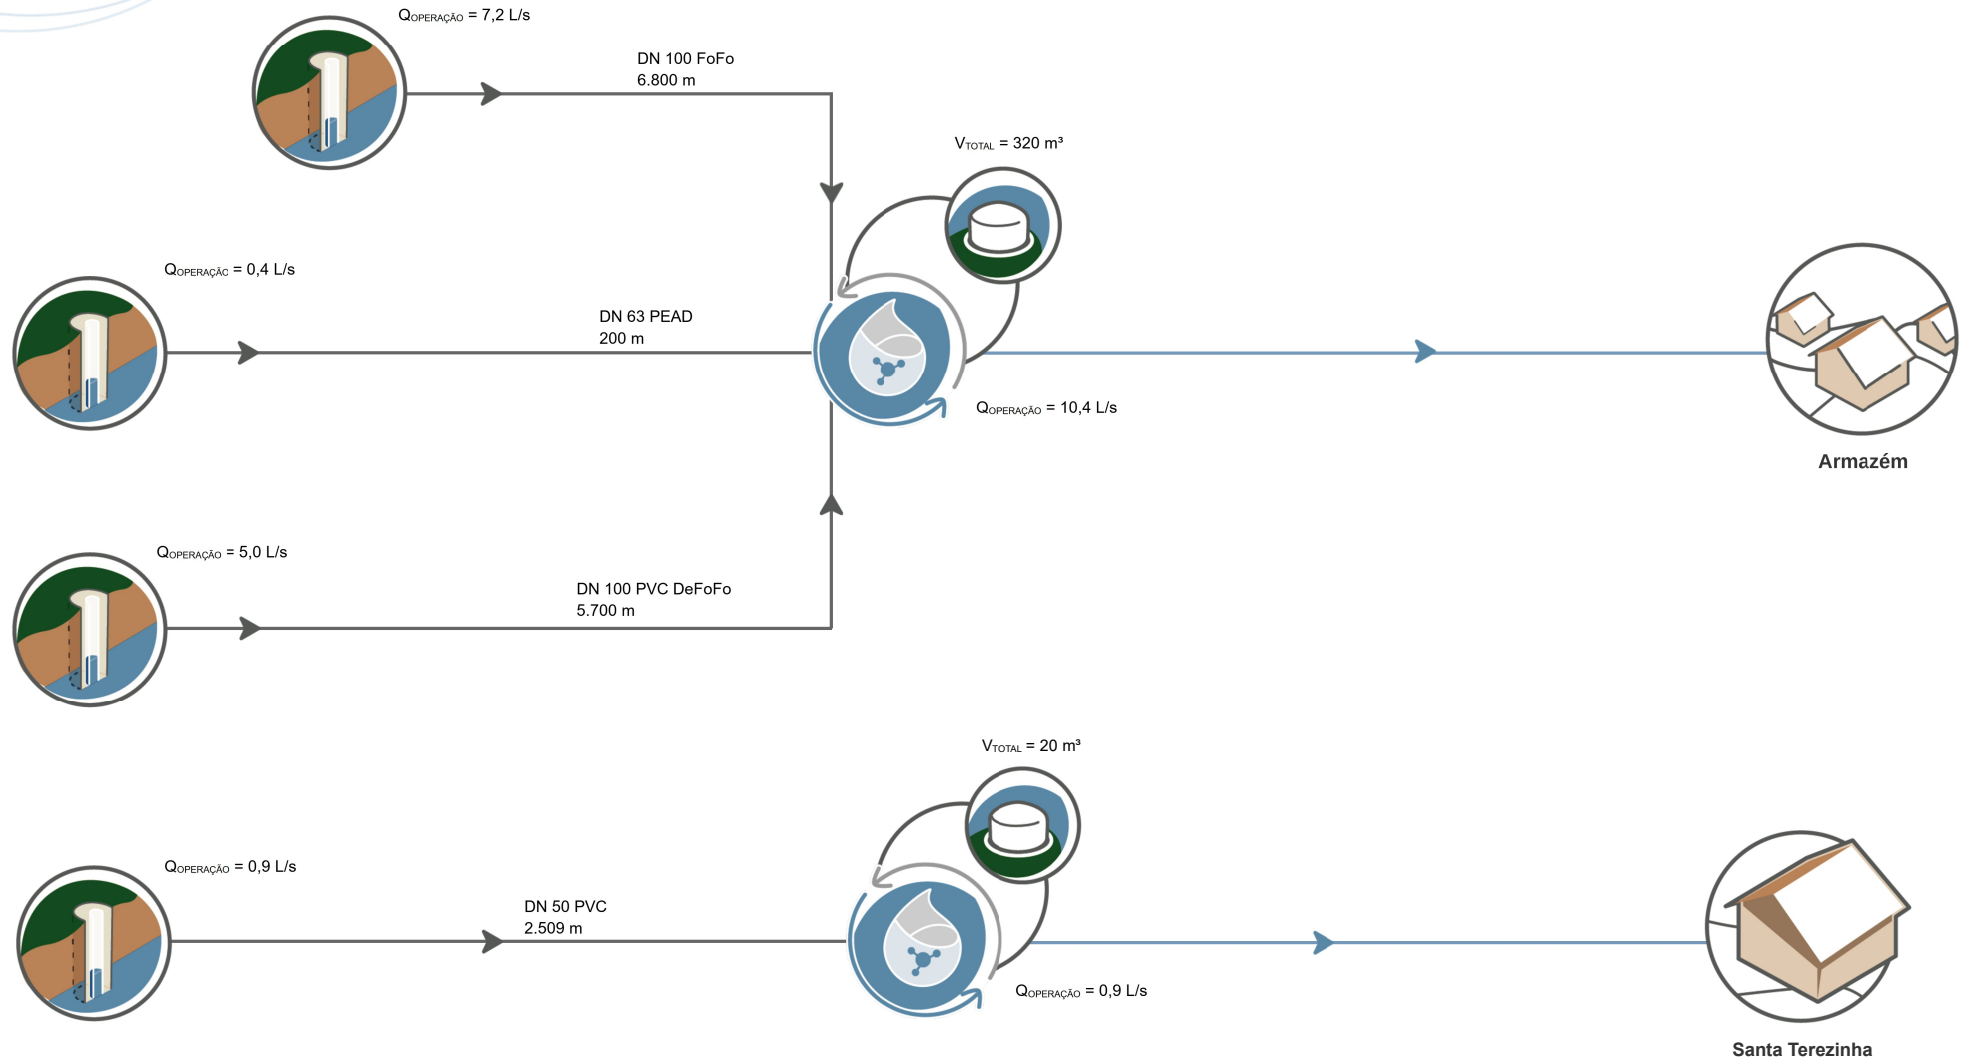 QOPERAÇÃO = 7,2 L/s
DN 100 FoFo
6.800 m
VTOTAL = 320 m³
QOPERAÇÃO = 0,4 L/s
DN 63 PEAD
200 m
QOPERAÇÃO = 10,4 L/s
Armazém
QOPERAÇÃO = 5,0 L/s
DN 100 PVC DeFoFo
5.700 m
VTOTAL = 20 m³
QOPERAÇÃO = 0,9 L/s
DN 50 PVC
2.509 m
QOPERAÇÃO = 0,9 L/s
Santa Terezinha